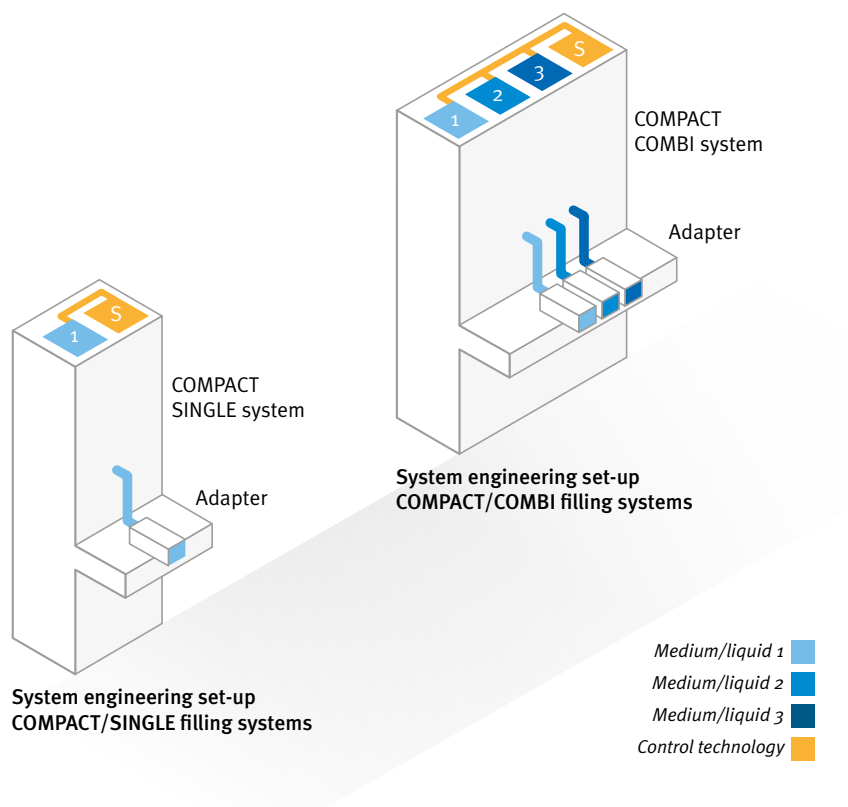 S
3
2
1
COMPACT
COMBI system
Adapter
S
1
COMPACT
SINGLE system
Adapter
System engineering set-up
COMPACT/COMBI filling systems
Medium/liquid 1
Medium/liquid 2
Medium/liquid 3
Control technology
System engineering set-up
COMPACT/SINGLE filling systems